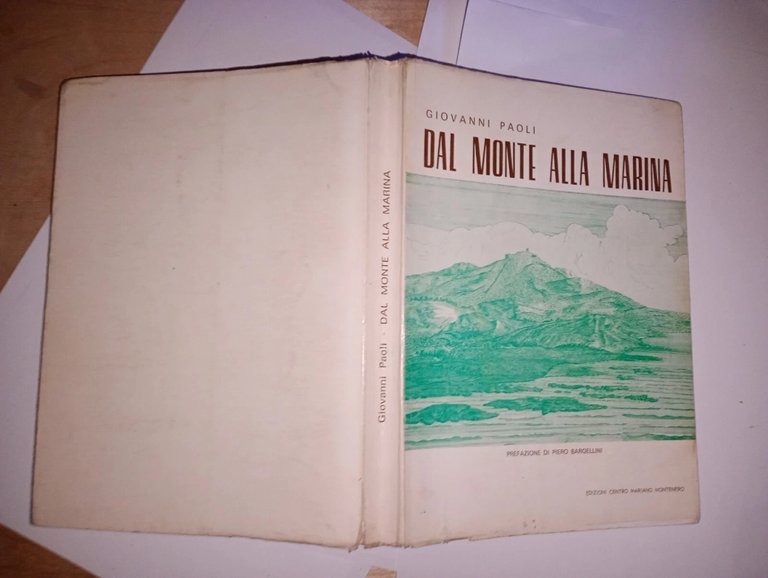 GIOVANNI PAOLI
DAL MONTE ALLA MARINA
PREFAZIONE DI PIERO BARGELLINI
EDIZIONI CENTRO MARIANO MONTENERO
Giovanni Paoli · DAL MONTE ALLA MARINA